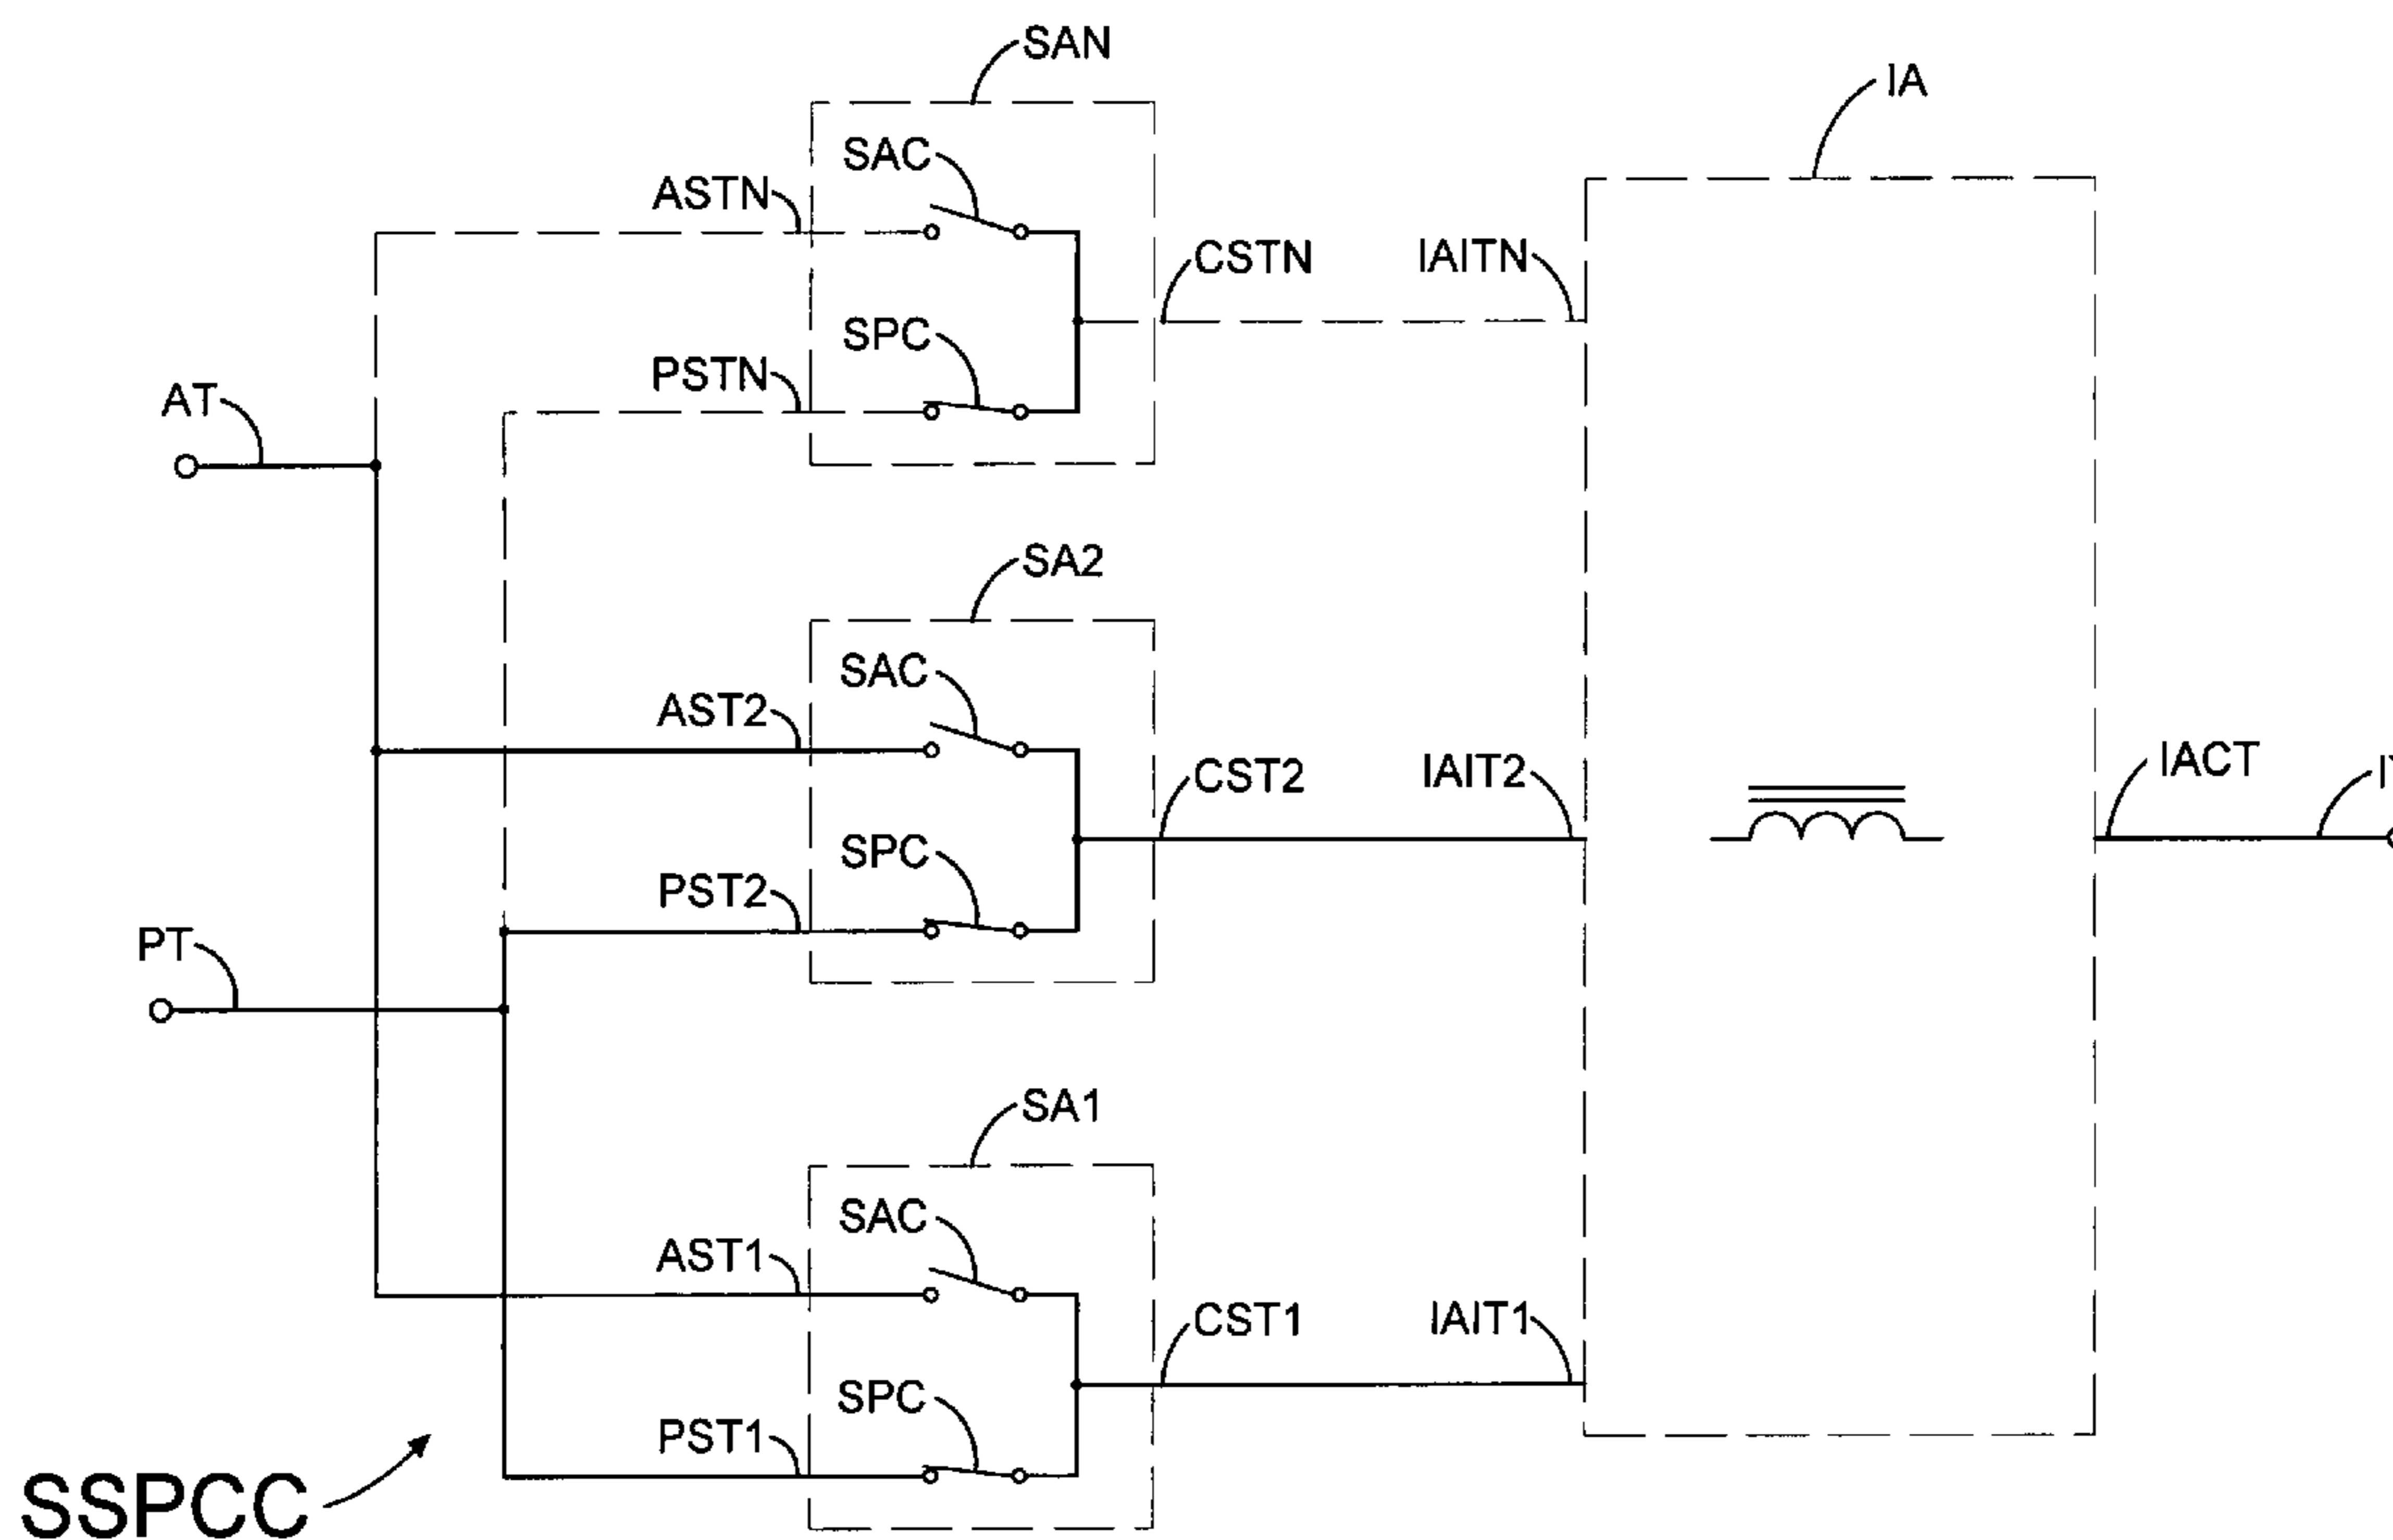 SAN
IA
SAC
ASTN
CSTN
IAITN
SPC
PSTN
AT
SA2
SAC
AST2
CST2
IAIT2
IACT
SPC
PST2
PT
SA1
SAC
AST1
CST1
IAIT1
SPC
PST1
SSPCC